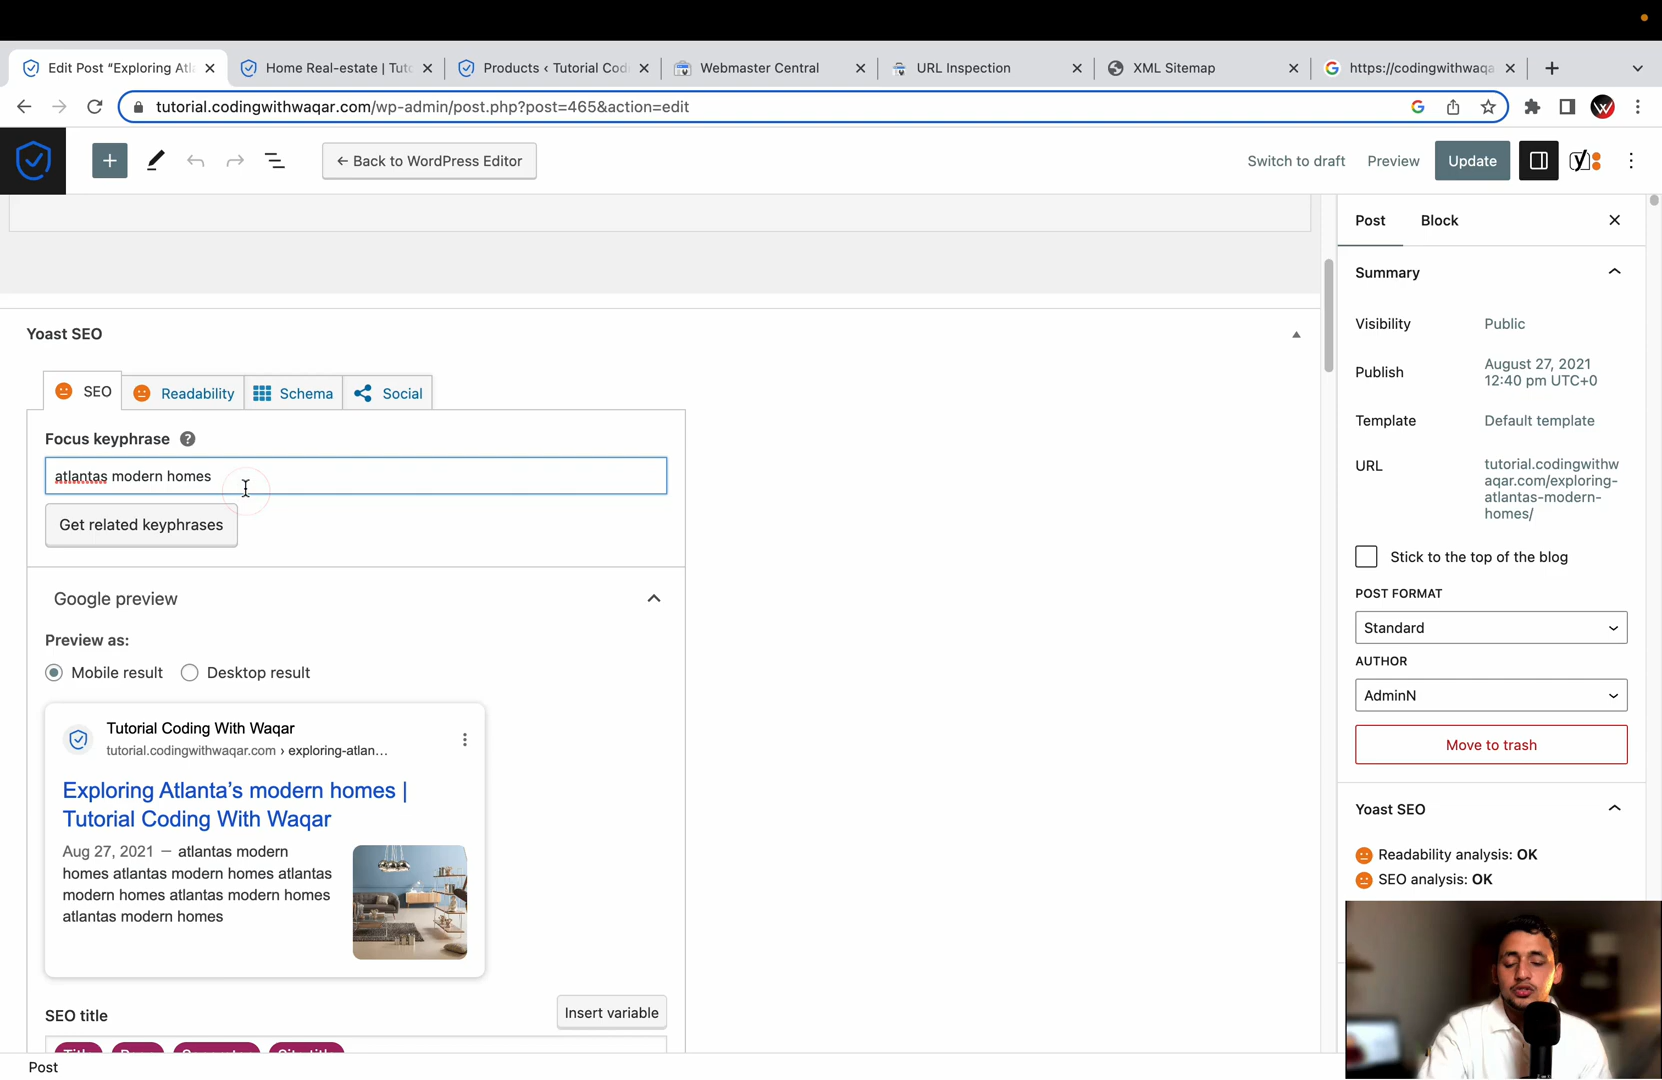 Edit Post “Exploring Atl
Home Real-estate | Tuto
Products ‹ Tutorial Cod
Webmaster Central
URL Inspection
XML Sitemap
https://codingwithwaqa
tutorial.codingwithwaqar.com/wp-admin/post.php?post=465&action=edit
← Back to WordPress Editor
Switch to draft
Preview
Update
Post
Block
Summary
Visibility
Public
Publish
August 27, 2021
12:40 pm UTC+0
Template
Default template
URL
tutorial.codingwithw
aqar.com/exploring-
atlantas-modern-
homes/
Stick to the top of the blog
POST FORMAT
Standard
AUTHOR
AdminN
Move to trash
Yoast SEO
Readability analysis: OK
SEO analysis: OK
Yoast SEO
SEO
Readability
Schema
Social
Focus keyphrase ?
atlantas modern homes
Get related keyphrases
Google preview
Preview as:
Mobile result
Desktop result
Tutorial Coding With Waqar
tutorial.codingwithwaqar.com › exploring-atlan...
Exploring Atlanta’s modern homes |
Tutorial Coding With Waqar
Aug 27, 2021 — atlantas modern
homes atlantas modern homes atlantas
modern homes atlantas modern homes
atlantas modern homes
SEO title
Insert variable
Post